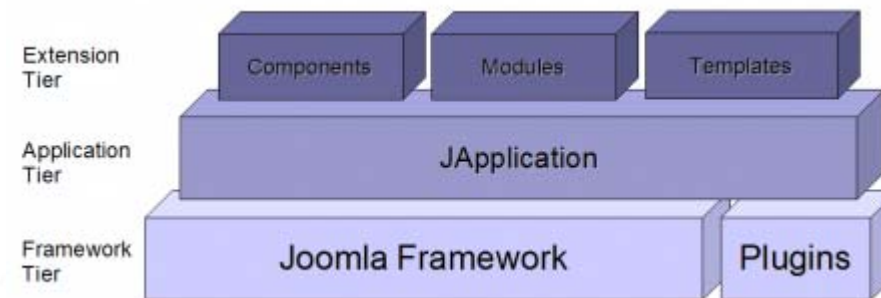 Extension
Tier
Components
Modules
Templates
Application
Tier
JApplication
Framework
Tier
Joomla Framework
Plugins